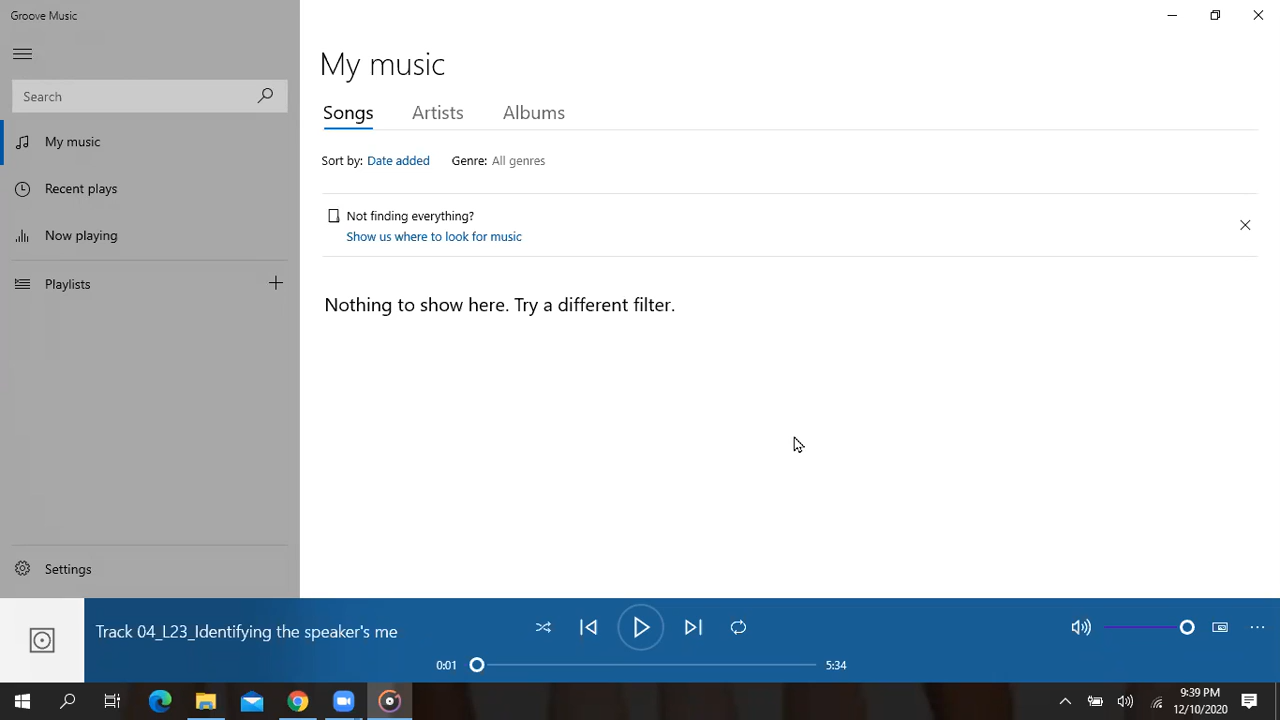 Groove Music
Search
My music
Recent plays
Now playing
Playlists
Settings
My music
Songs Artists Albums
Sort by: Date added Genre: All genres
Not finding everything?
Show us where to look for music
Nothing to show here. Try a different filter.
Track 04_L23_Identifying the speaker's me
0:01 5:34
9:39 PM
12/10/2020